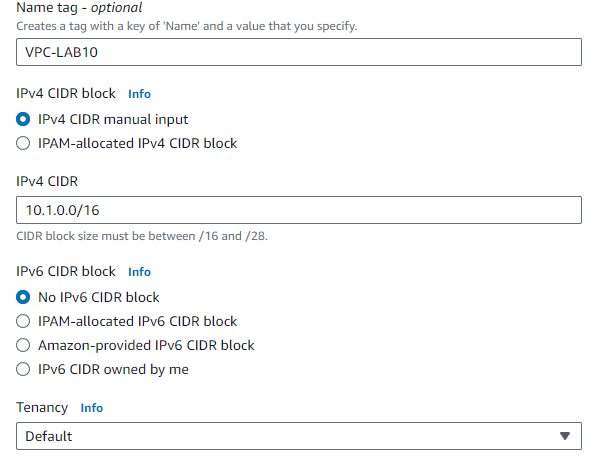 Name tag - optional
Creates a tag with a key of 'Name' and a value that you specify.
VPC-LAB10
IPv4 CIDR block Info
IPv4 CIDR manual input
IPAM-allocated IPv4 CIDR block
IPv4 CIDR
10.1.0.0/16
CIDR block size must be between /16 and /28.
IPv6 CIDR block Info
No IPv6 CIDR block
IPAM-allocated IPv6 CIDR block
Amazon-provided IPv6 CIDR block
IPv6 CIDR owned by me
Tenancy Info
Default